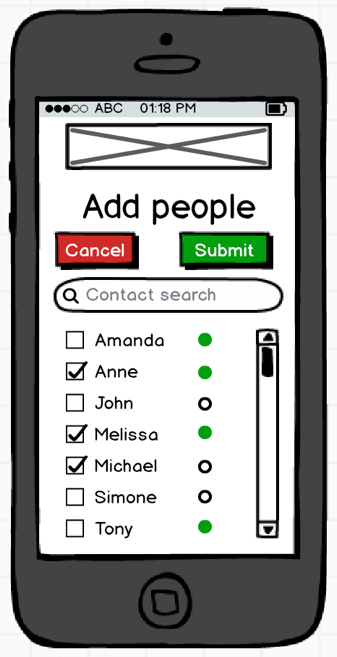 ABC 01:18 PM
Add people
Cancel Submit
Contact search
Amanda
Anne
John
Melissa
Michael
Simone
Tony